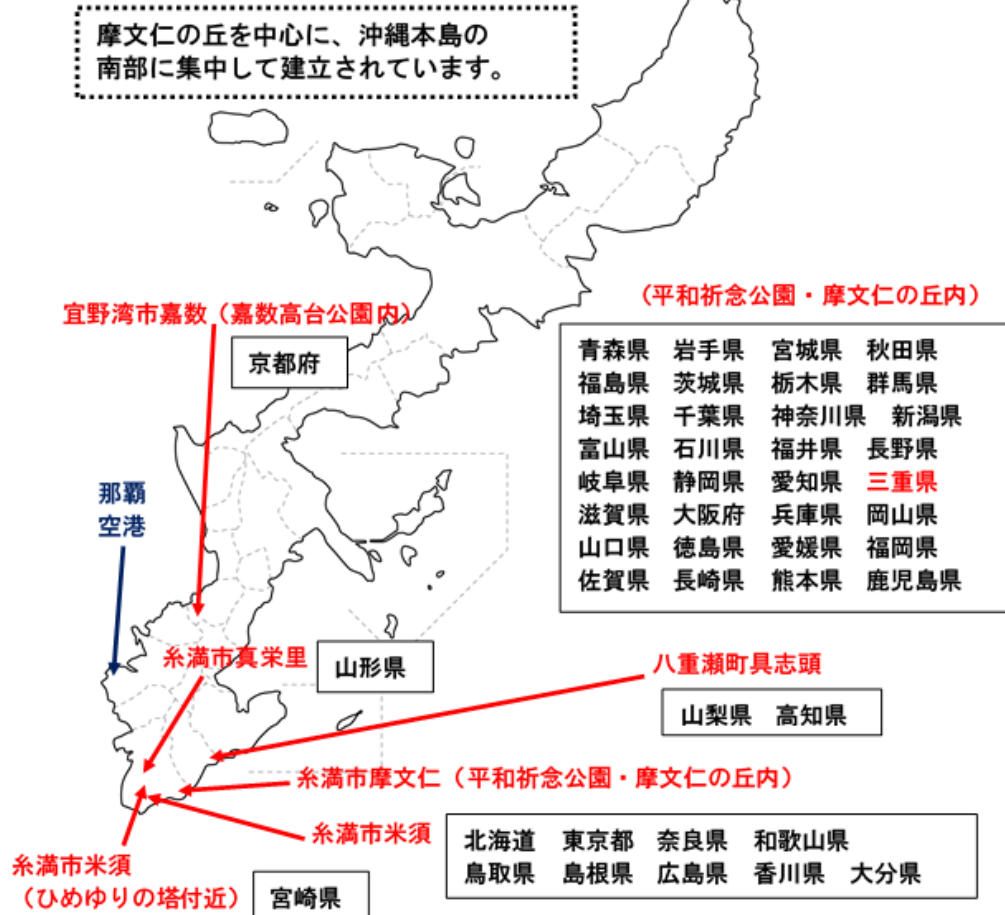 摩文仁の丘を中心に、沖縄本島の
南部に集中して建立されています。
宜野湾市嘉数（嘉数高台公園内）
京都府
（平和祈念公園・摩文仁の丘内）
青森県 岩手県 宮城県 秋田県
福島県 茨城県 栃木県 群馬県
埼玉県 千葉県 神奈川県 新潟県
富山県 石川県 福井県 長野県
岐阜県 静岡県 愛知県 三重県
滋賀県 大阪府 兵庫県 岡山県
山口県 徳島県 愛媛県 福岡県
佐賀県 長崎県 熊本県 鹿児島県
那覇
空港
糸満市真栄里
山形県
八重瀬町具志頭
山梨県 高知県
糸満市摩文仁（平和祈念公園・摩文仁の丘内）
糸満市米須
北海道 東京都 奈良県 和歌山県
鳥取県 島根県 広島県 香川県 大分県
糸満市米須
（ひめゆりの塔付近）
宮崎県